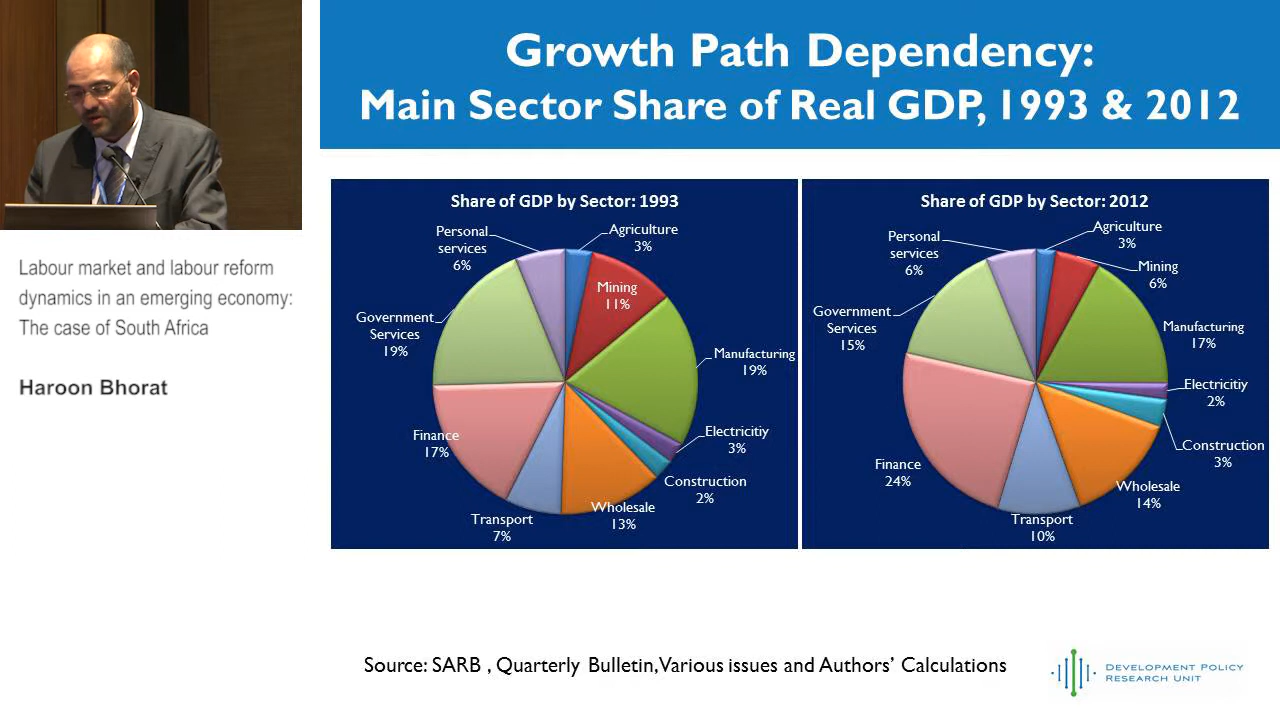 Growth Path Dependency:
Main Sector Share of Real GDP, 1993 & 2012
Labour market and labour reform
dynamics in an emerging economy:
The case of South Africa
Haroon Bhorat
Share of GDP by Sector: 1993
Personal
services
6%
Agriculture
3%
Mining
11%
Government
Services
19%
Manufacturing
19%
Finance
17%
Electricitiy
3%
Construction
2%
Wholesale
13%
Transport
7%
Share of GDP by Sector: 2012
Personal
services
6%
Agriculture
3%
Mining
6%
Government
Services
15%
Manufacturing
17%
Electricitiy
2%
Construction
3%
Finance
24%
Wholesale
14%
Transport
10%
Source: SARB , Quarterly Bulletin, Various issues and Authors’ Calculations
DEVELOPMENT POLICY
RESEARCH UNIT